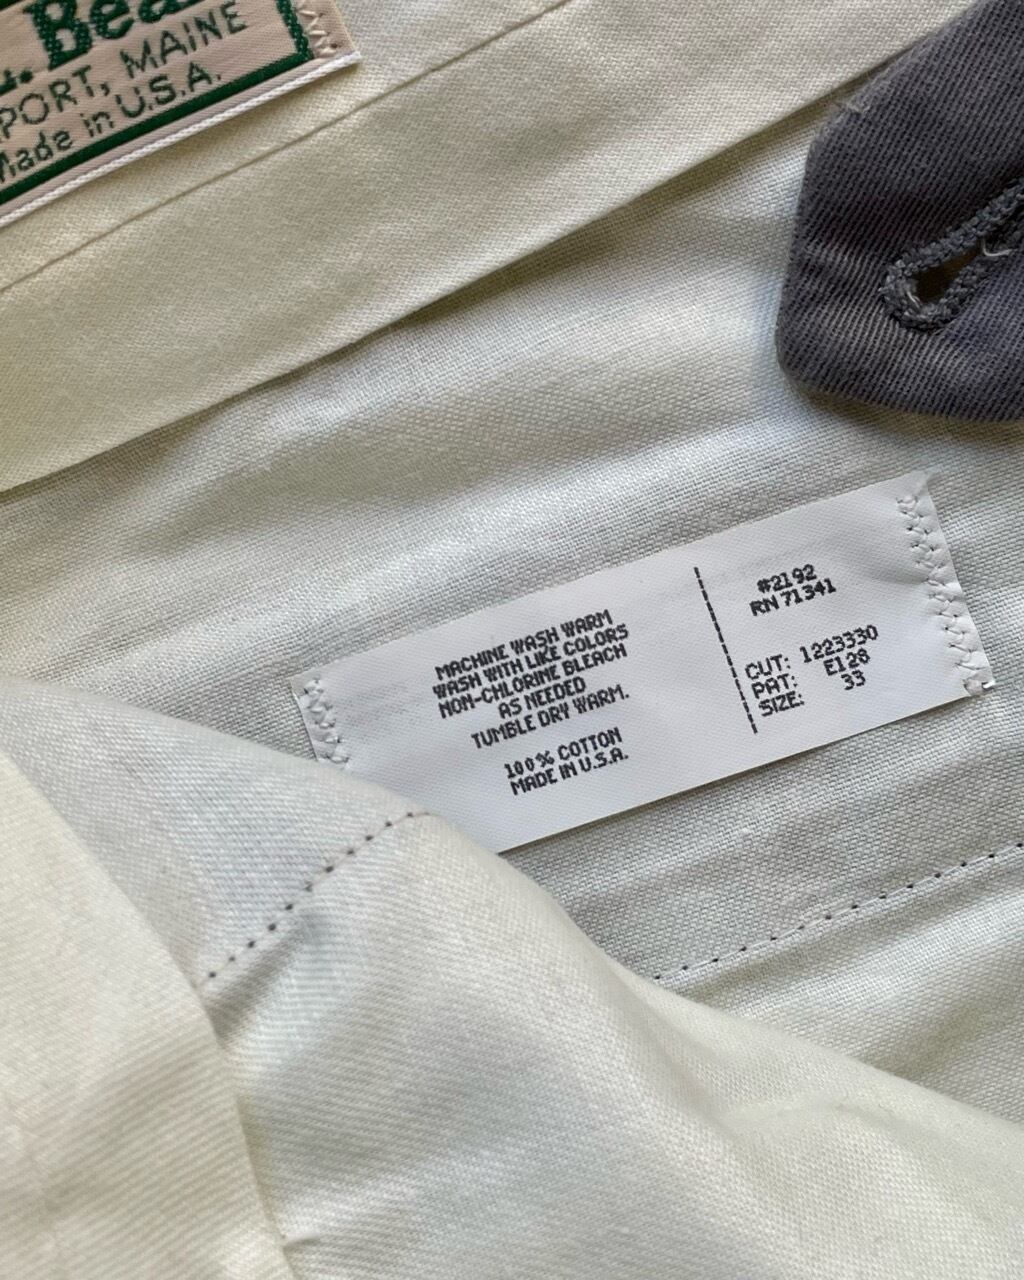 . Bea
PORT, MAINE
Made in U.S.A.
MACHINE WASH WARM
WASH WITH LIKE COLORS
NON-CHLORINE BLEACH
AS NEEDED
TUMBLE DRY WARM.
100% COTTON
MADE IN U.S.A.
#2192
RN 71341
CUT: 1223330
PAT: E128
SIZE: 33